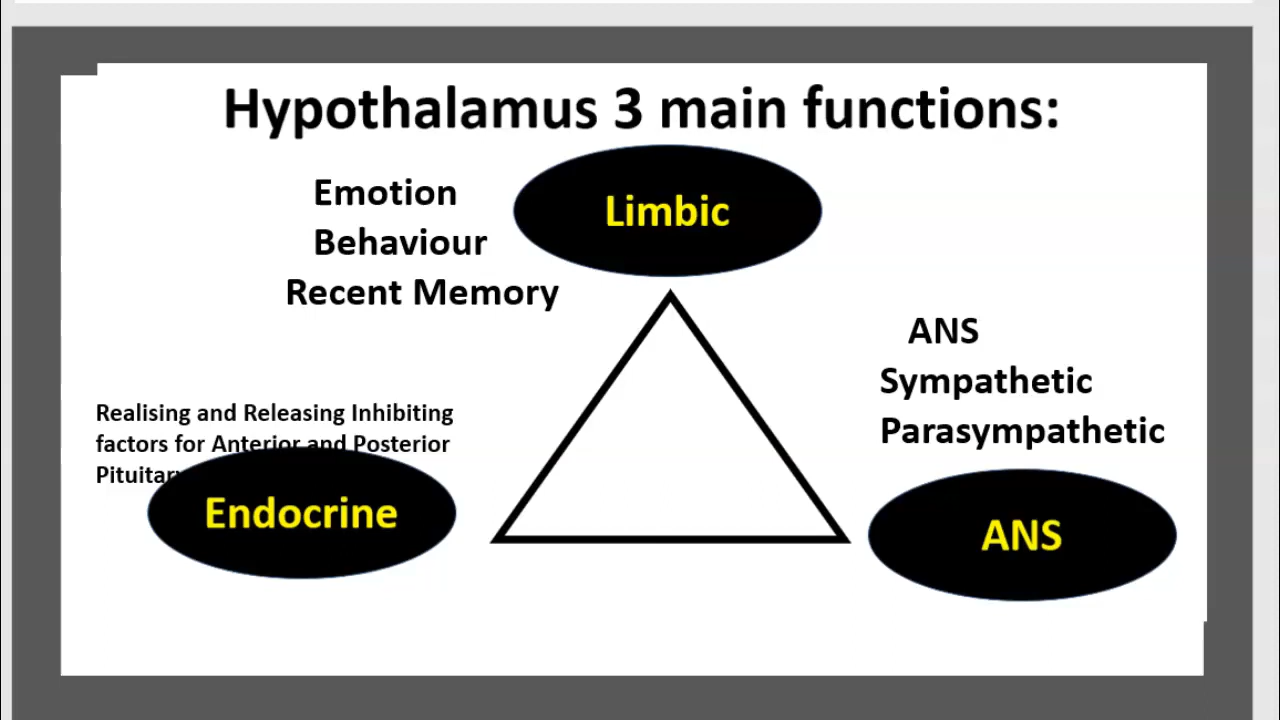 Hypothalamus 3 main functions:
Emotion
Behaviour
Recent Memory
Limbic
ANS
Sympathetic
Parasympathetic
Realising and Releasing Inhibiting
factors for Anterior and Posterior
Pituitary
Endocrine
ANS